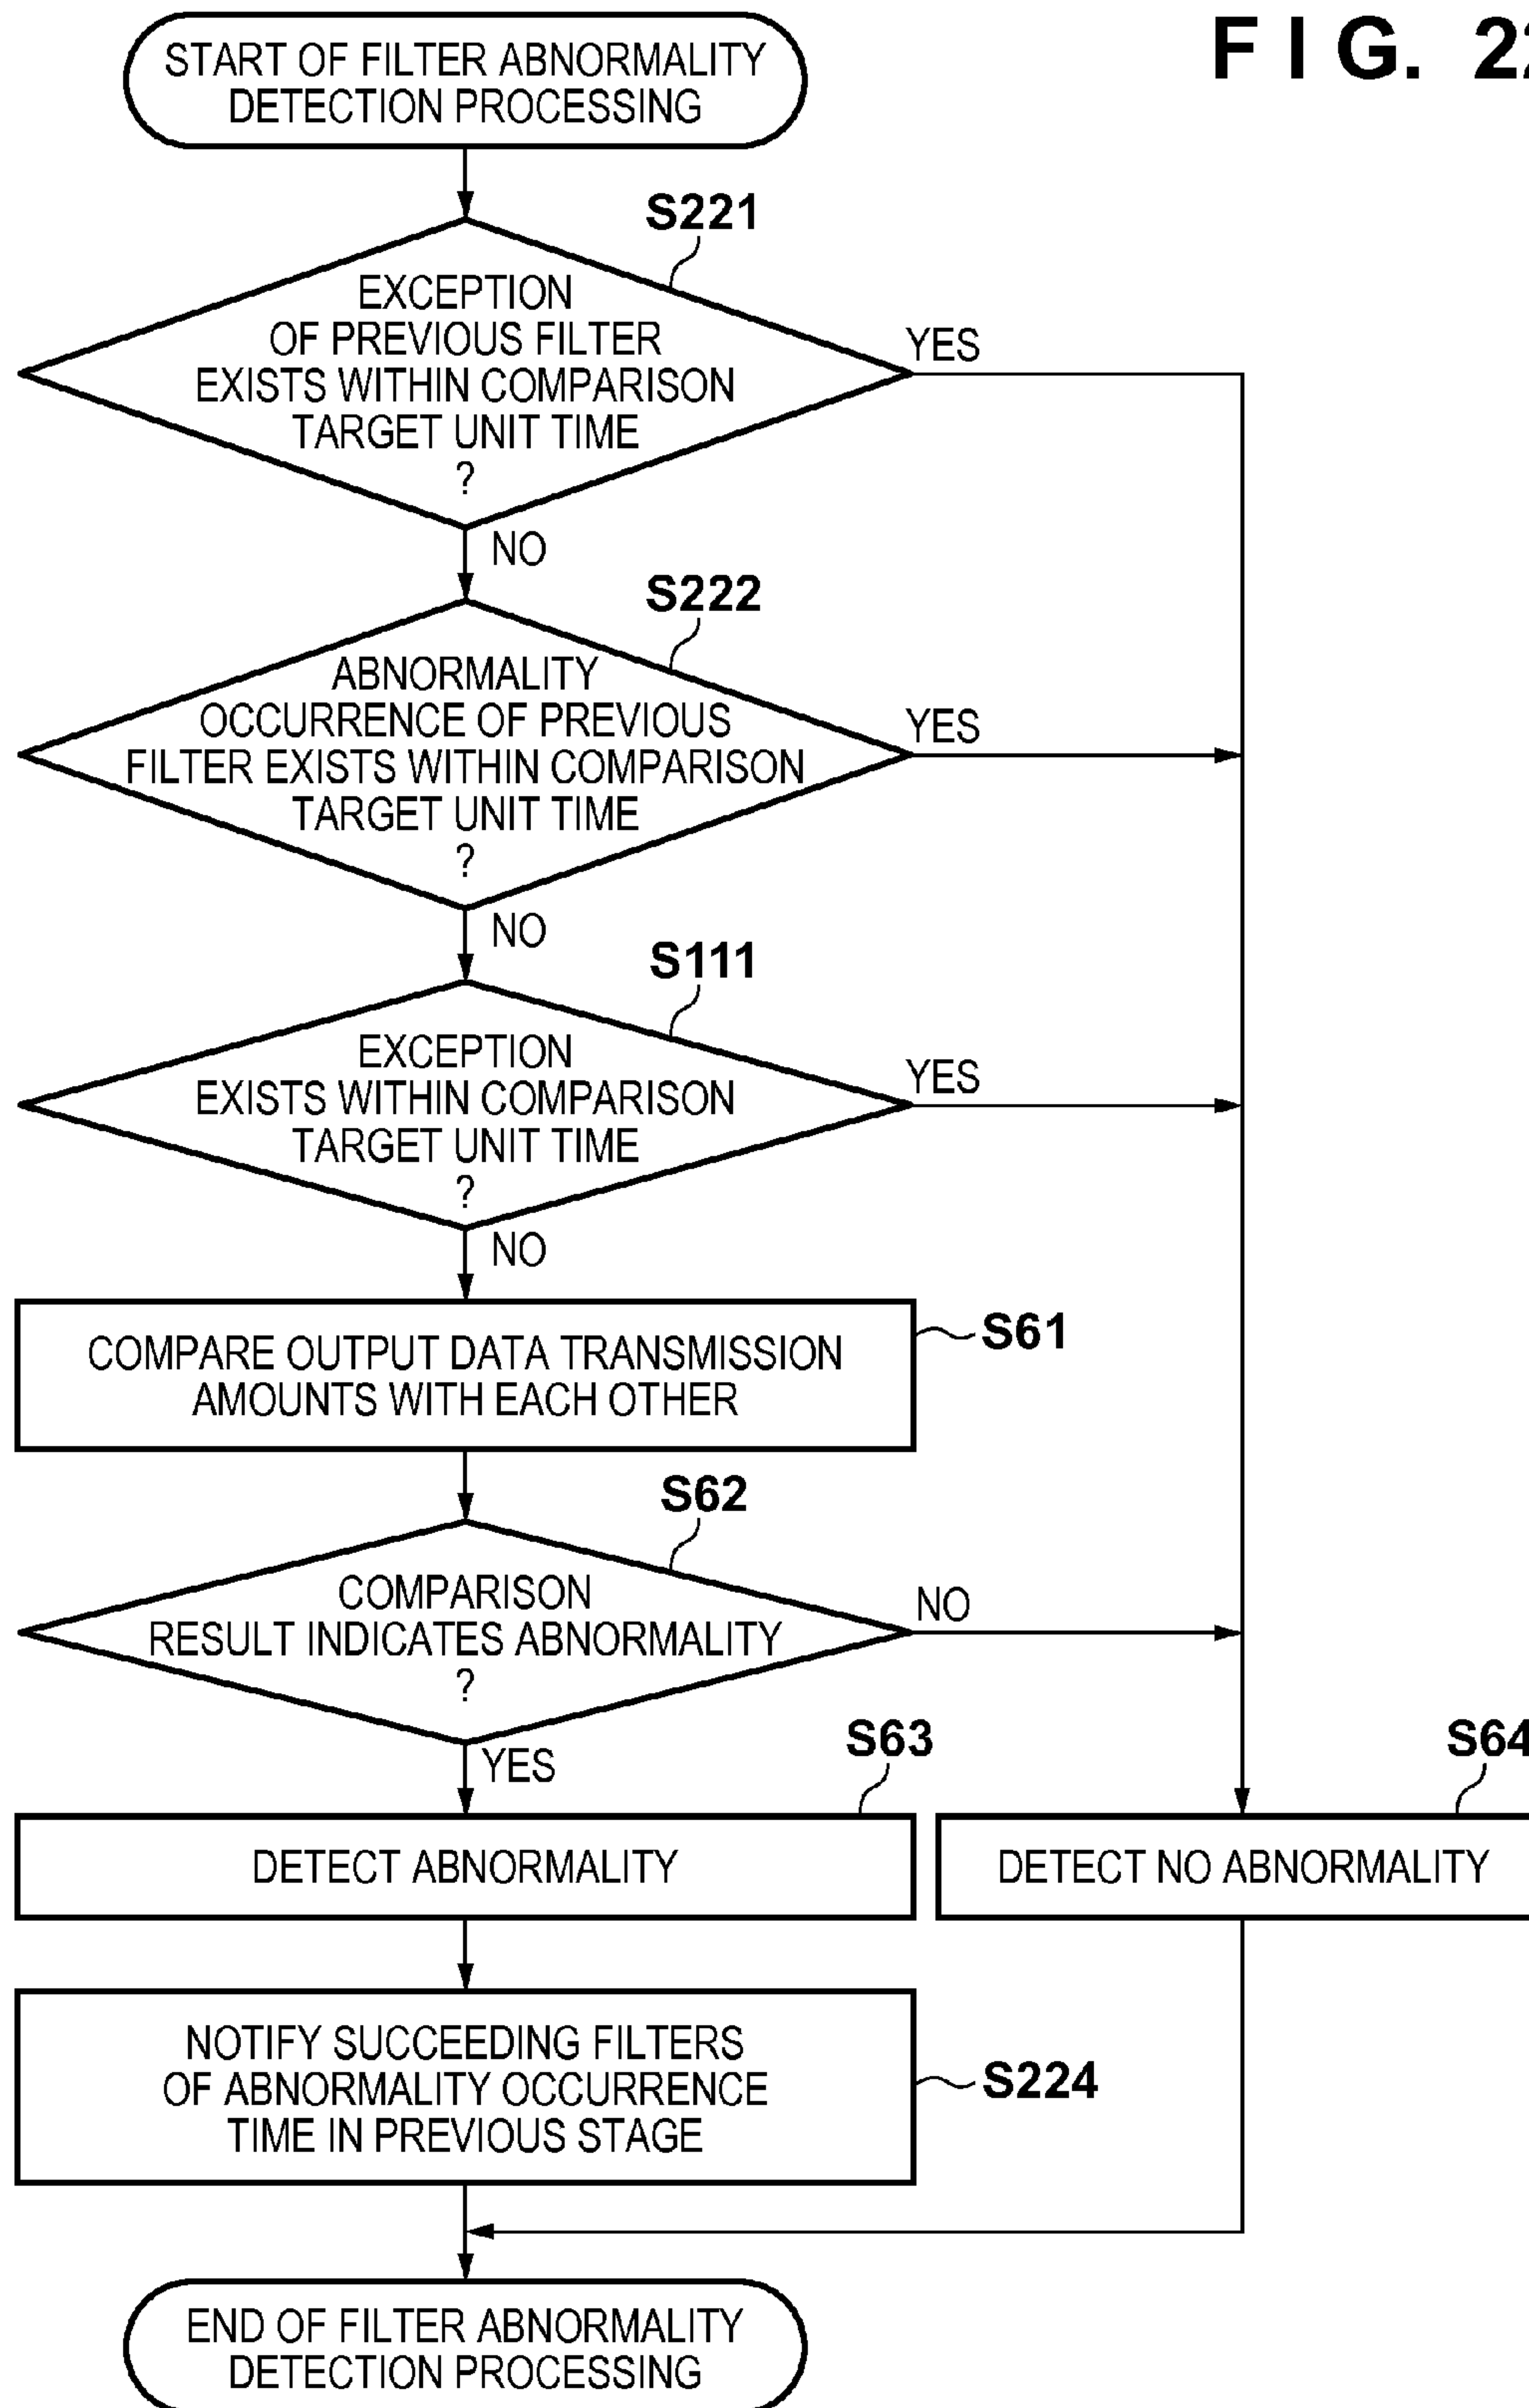 F I G. 22
START OF FILTER ABNORMALITY
DETECTION PROCESSING
S221
EXCEPTION
OF PREVIOUS FILTER
EXISTS WITHIN COMPARISON
TARGET UNIT TIME
?
YES
NO
S222
ABNORMALITY
OCCURRENCE OF PREVIOUS
FILTER EXISTS WITHIN COMPARISON
TARGET UNIT TIME
?
YES
NO
S111
EXCEPTION
EXISTS WITHIN COMPARISON
TARGET UNIT TIME
?
YES
NO
COMPARE OUTPUT DATA TRANSMISSION
AMOUNTS WITH EACH OTHER
S61
S62
COMPARISON
RESULT INDICATES ABNORMALITY
?
NO
YES
S63
DETECT ABNORMALITY
S64
DETECT NO ABNORMALITY
NOTIFY SUCCEEDING FILTERS
OF ABNORMALITY OCCURRENCE
TIME IN PREVIOUS STAGE
S224
END OF FILTER ABNORMALITY
DETECTION PROCESSING